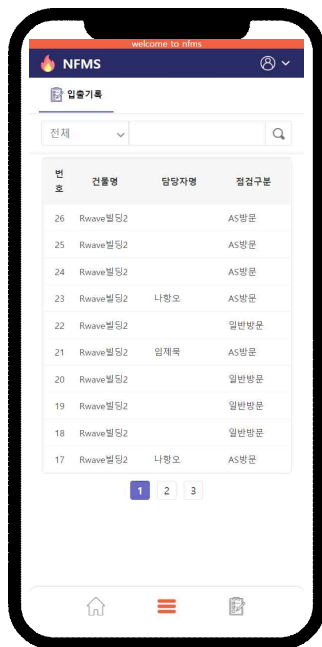 welcome to nfms
NFMS
입출기록
전체
번호 건물명 담당자명 점검구분
26 Rwave빌딩2 AS방문
25 Rwave빌딩2 AS방문
24 Rwave빌딩2 AS방문
23 Rwave빌딩2 나항오 AS방문
22 Rwave빌딩2 일반방문
21 Rwave빌딩2 임제묵 AS방문
20 Rwave빌딩2 일반방문
19 Rwave빌딩2 일반방문
18 Rwave빌딩2 일반방문
17 Rwave빌딩2 나항오 AS방문
1 2 3